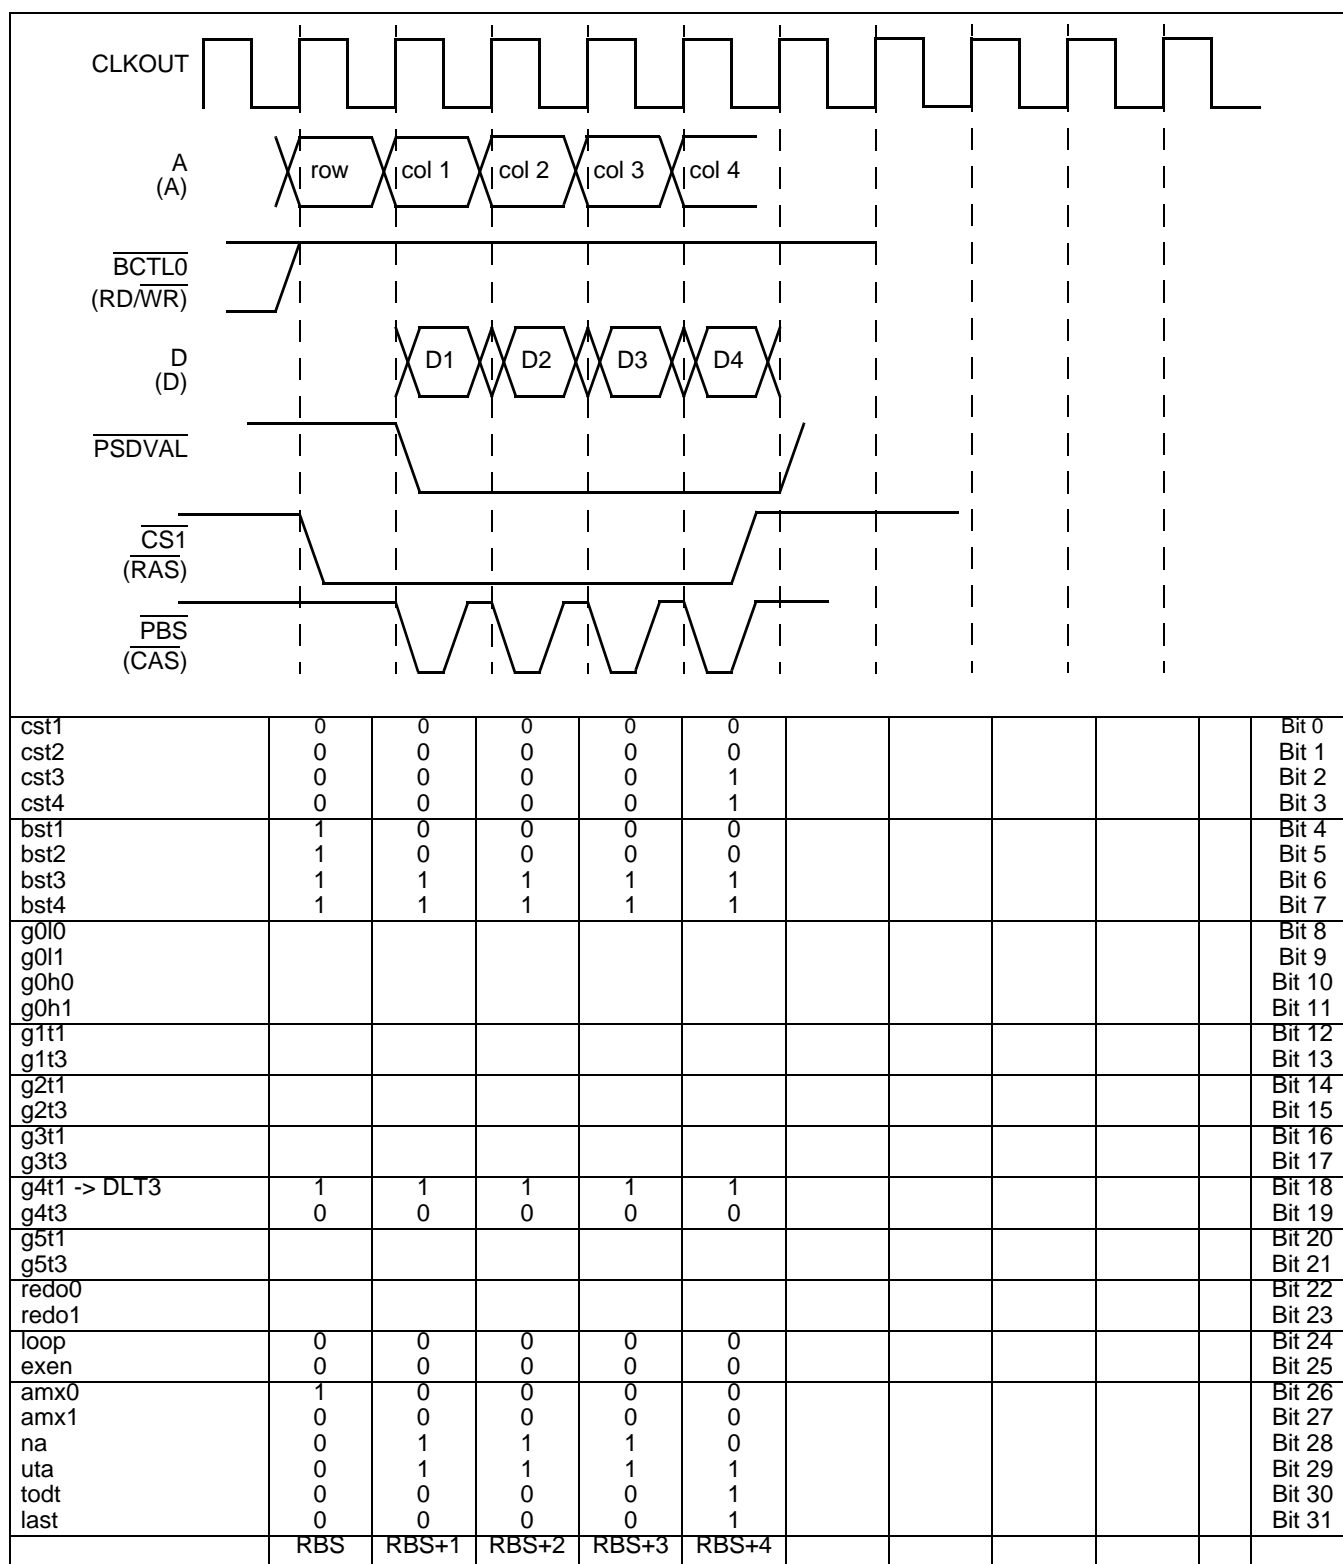 CLKOUT
A
(A)
row col 1 col 2 col 3 col 4
BCTL0
(RD/WR)
D
(D)
D1 D2 D3 D4
PSDVAL
CS1
(RAS)
PBS
(CAS)
cst1 0 0 0 0 0 Bit 0
cst2 0 0 0 0 0 Bit 1
cst3 0 0 0 0 1 Bit 2
cst4 0 0 0 0 1 Bit 3
bst1 1 0 0 0 0 Bit 4
bst2 1 0 0 0 0 Bit 5
bst3 1 1 1 1 1 Bit 6
bst4 1 1 1 1 1 Bit 7
g0l0 Bit 8
g0l1 Bit 9
g0h0 Bit 10
g0h1 Bit 11
g1t1 Bit 12
g1t3 Bit 13
g2t1 Bit 14
g2t3 Bit 15
g3t1 Bit 16
g3t3 Bit 17
g4t1 -> DLT3 1 1 1 1 1 Bit 18
g4t3 0 0 0 0 0 Bit 19
g5t1 Bit 20
g5t3 Bit 21
redo0 Bit 22
redo1 Bit 23
loop 0 0 0 0 0 Bit 24
exen 0 0 0 0 0 Bit 25
amx0 1 0 0 0 0 Bit 26
amx1 0 0 0 0 0 Bit 27
na 0 1 1 1 0 Bit 28
uta 0 1 1 1 1 Bit 29
todt 0 0 0 0 1 Bit 30
last 0 0 0 0 1 Bit 31
RBS RBS+1 RBS+2 RBS+3 RBS+4